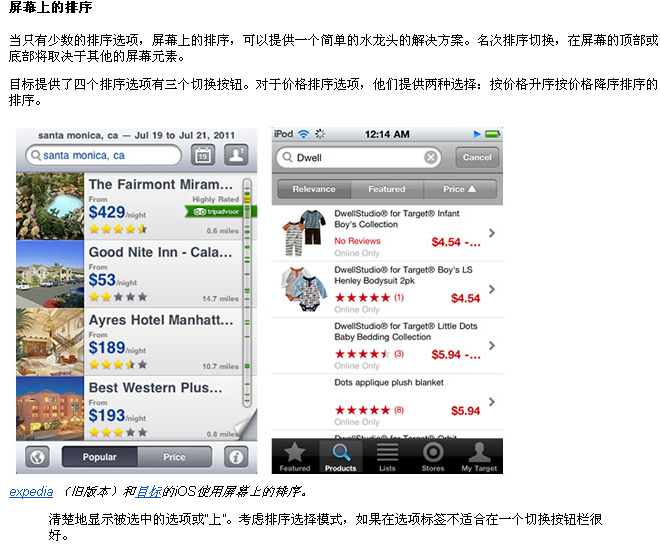 屏幕上的排序
当只有少数的排序选项，屏幕上的排序，可以提供一个简单的水龙头的解决方案。名次排序切换，在屏幕的顶部或
底部将取决于其他的屏幕元素。
目标提供了四个排序选项有三个切换按钮。对于价格排序选项，他们提供两种选择：按价格升序按价格降序排序的
排序。
santa monica, ca — Jul 19 to Jul 21, 2011
santa monica, ca
19
1
The Fairmont Miram...
From
Highly Rated
$429/night
tripadvisor
0.6 miles
Good Nite Inn - Cala...
From
$53/night
14.7 miles
Ayres Hotel Manhatt...
From
$189/night
10.7 miles
Best Western Plus...
From
$193/night
0.8 miles
Popular
Price
iPod
12:14 AM
Dwell
Cancel
Relevance
Featured
Price ▲
DwellStudio® for Target® Infant
Boy's Collection
No Reviews
$4.54 -...
Online Only
DwellStudio® for Target® Boy's LS
Henley Bodysuit 2pk
(1)
$4.54
Online Only
DwellStudio® for Target® Little Dots
Baby Bedding Collection
(3)
$5.94 -...
Online Only
Dots applique plush blanket
(8)
$5.94
Online Only
DwellStudio® for Target® Orbit
Featured
Products
Lists
Stores
My Target
expedia （旧版本）和目标的iOS使用屏幕上的排序。
清楚地显示被选中的选项或"上"。考虑排序选择模式，如果在选项标签不适合在一个切换按钮栏很
好。